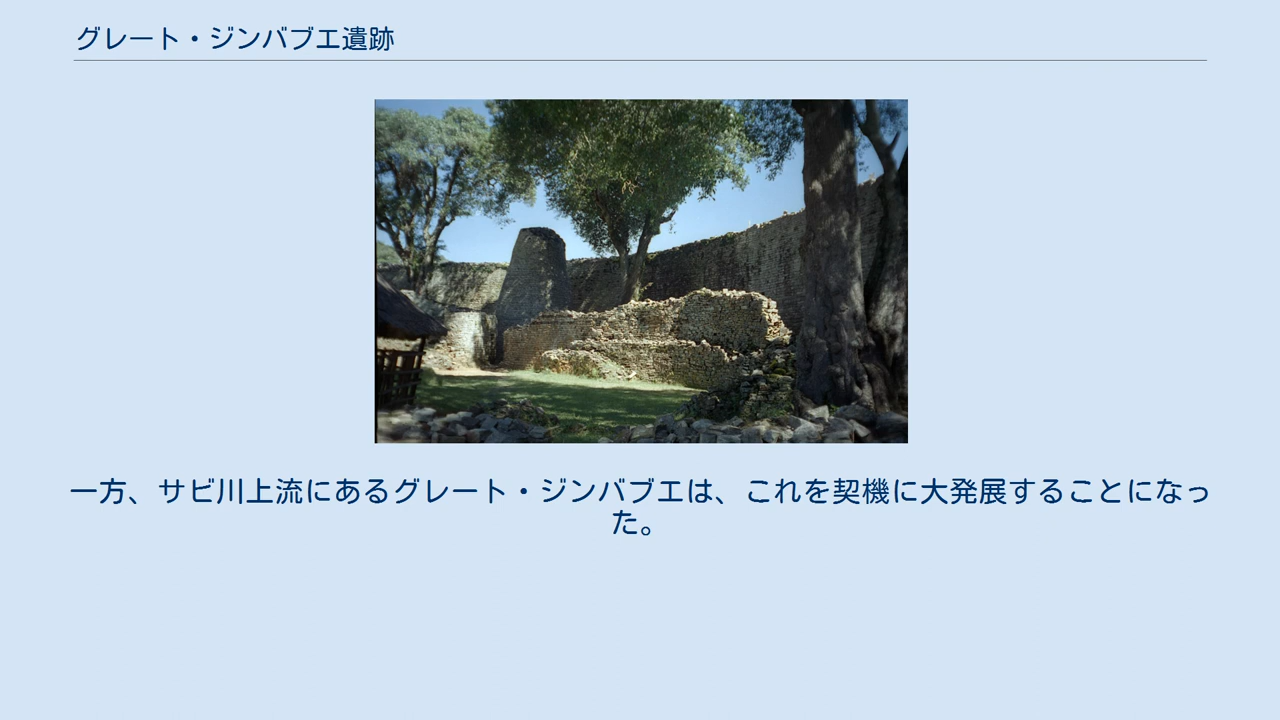 グレート・ジンバブエ遺跡
一方、サビ川上流にあるグレート・ジンバブエは、これを契機に大発展することになっ
た。